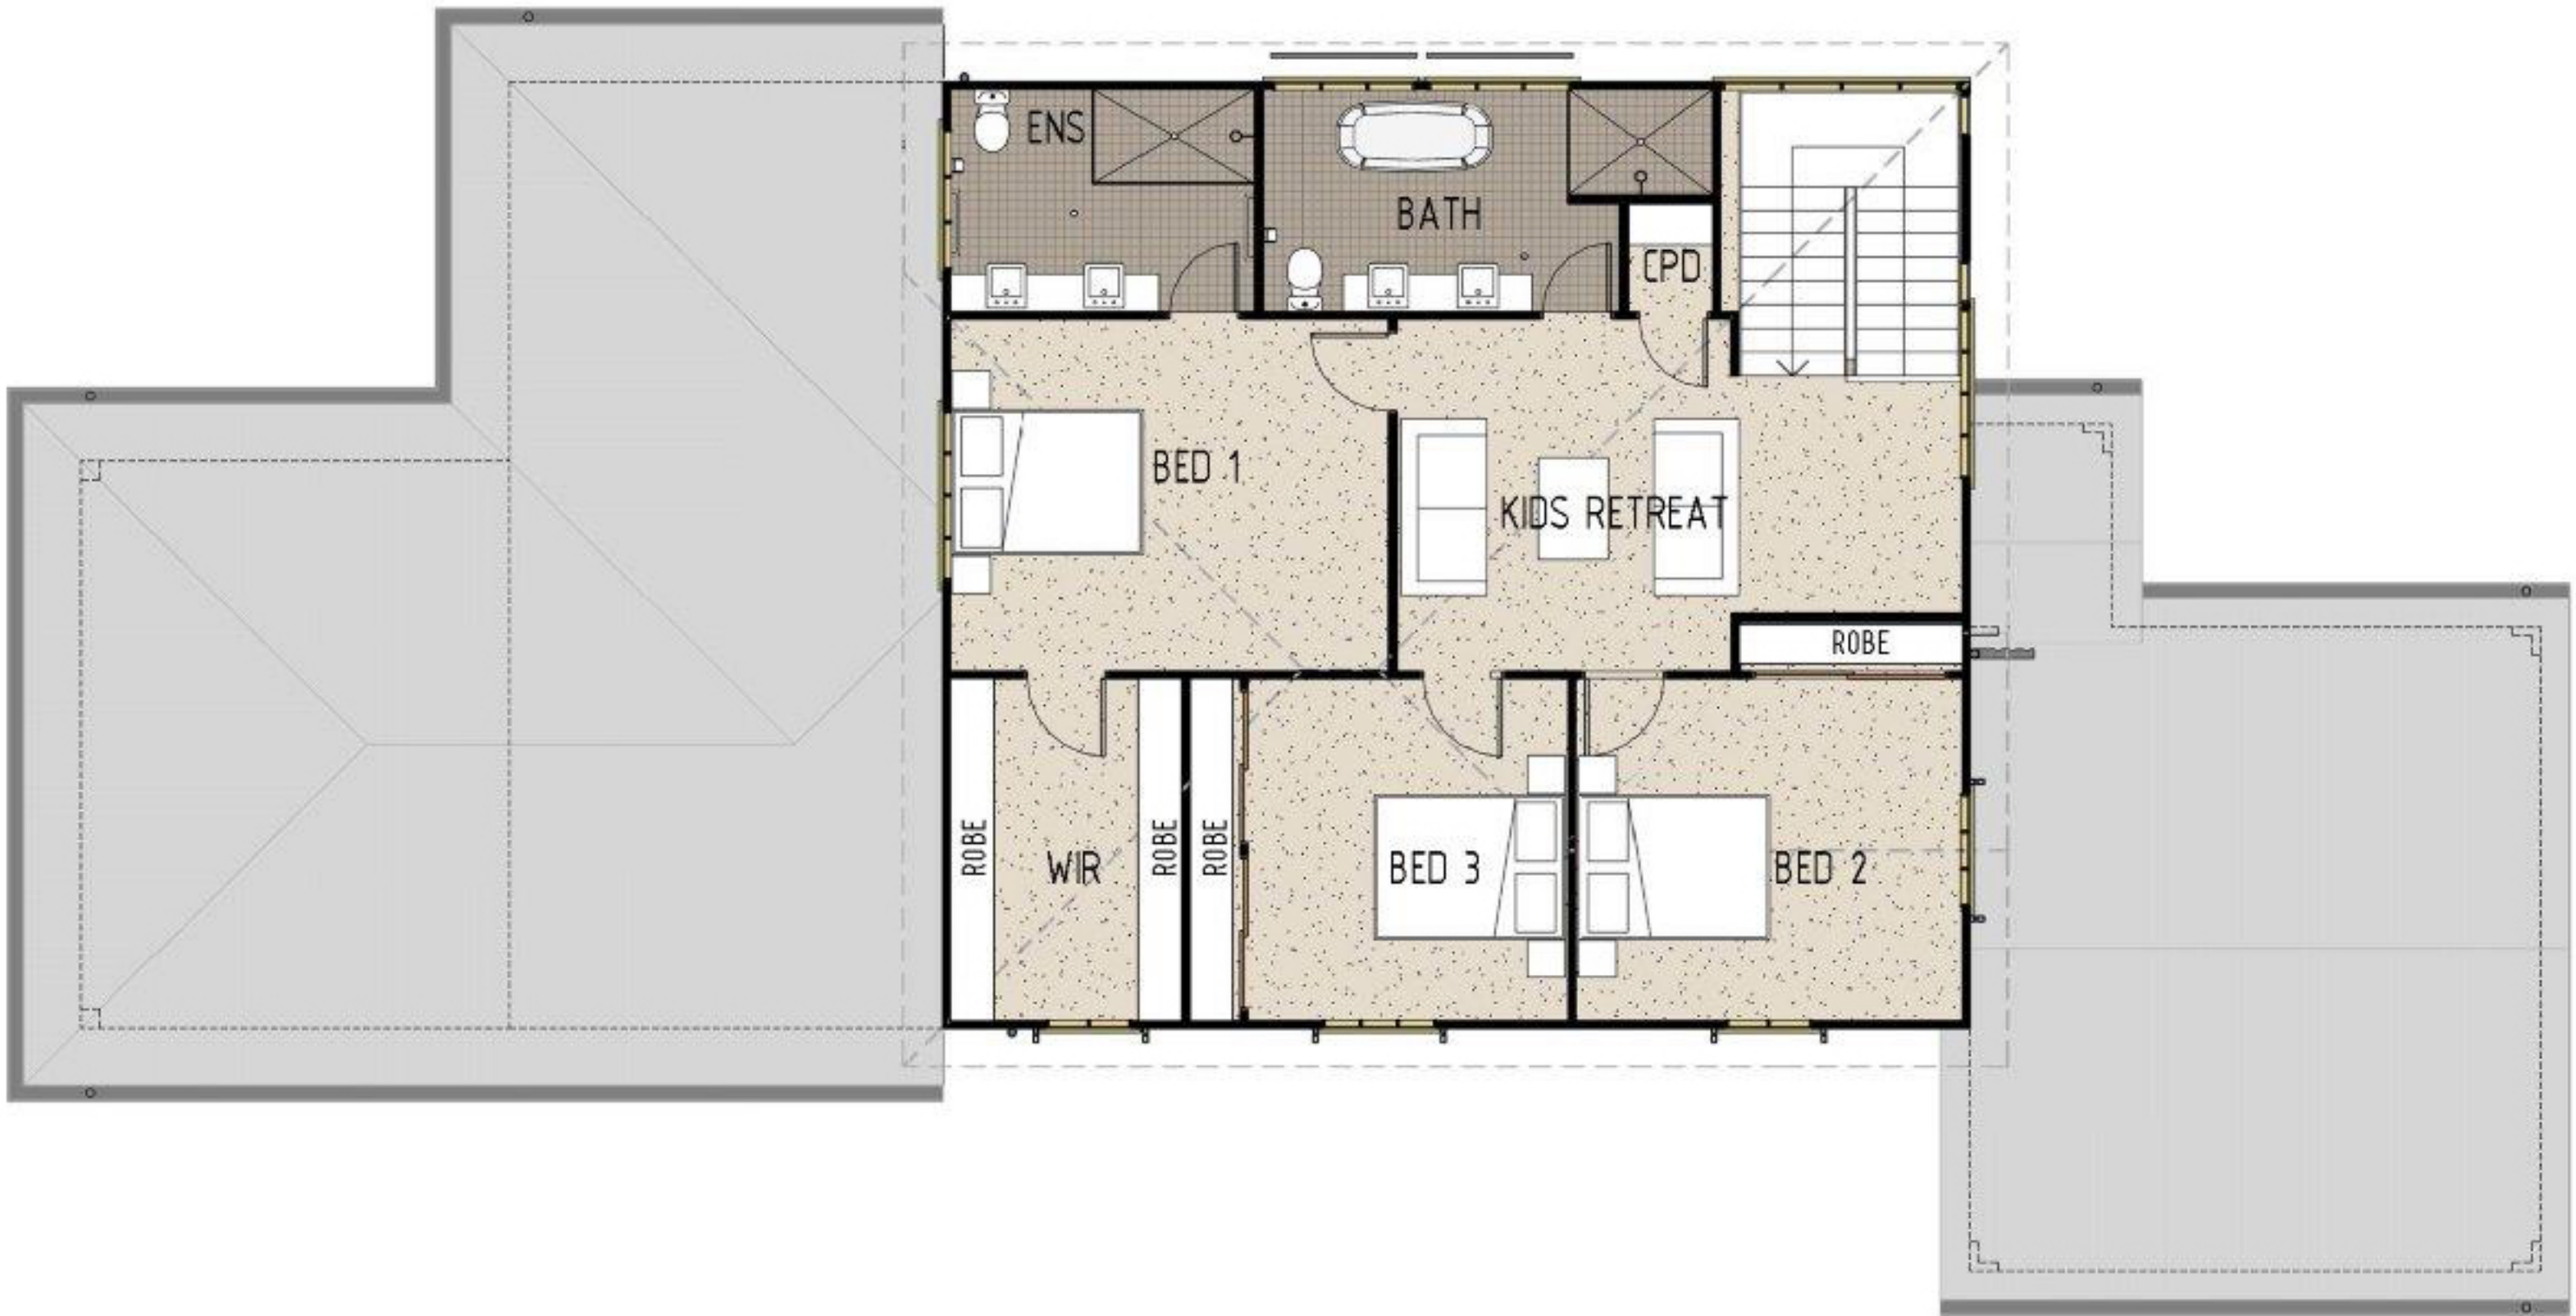 ENS
BATH
CPD
BED 1
KIDS RETREAT
ROBE
ROBE
WIR
ROBE
ROBE
BED 3
BED 2